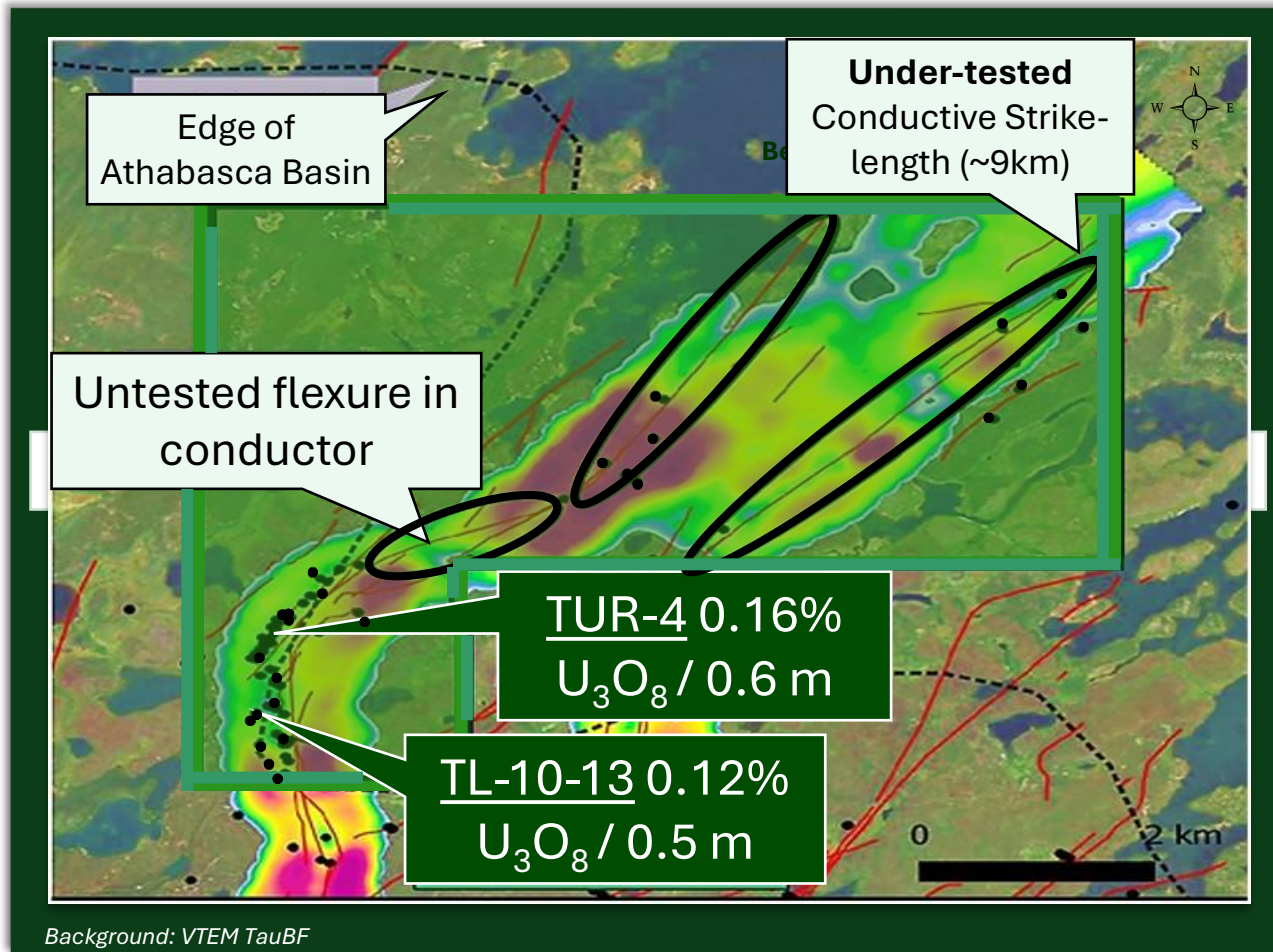 Under-tested
Conductive Strike-
length (~9km)
N
W E
S
Edge of
Athabasca Basin
Be
Untested flexure in
conductor
TUR-4 0.16%
U₃O₈ / 0.6 m
TL-10-13 0.12%
U₃O₈ / 0.5 m
0 2 km
Background: VTEM TauBF